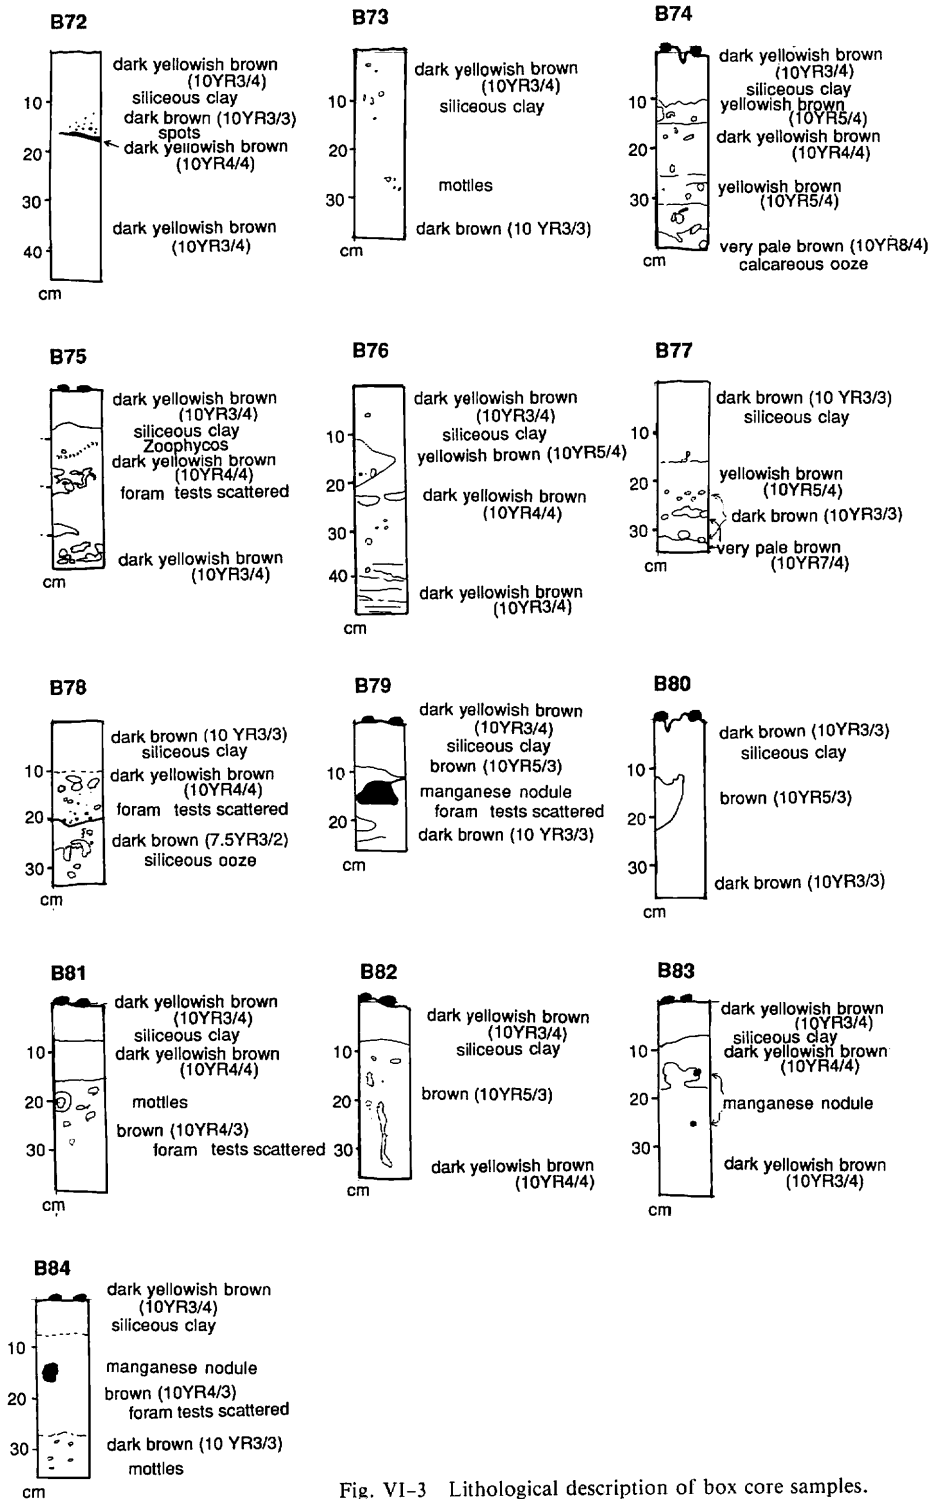 B72
dark yellowish brown
(10YR3/4)
siliceous clay
10
dark brown (10YR3/3)
spots
dark yellowish brown
(10YR4/4)
20
30
dark yellowish brown
(10YR3/4)
40
cm
B73
dark yellowish brown
(10YR3/4)
siliceous clay
10
20
mottles
30
dark brown (10 YR3/3)
cm
B74
dark yellowish brown
(10YR3/4)
siliceous clay
10
yellowish brown
(10YR5/4)
dark yellowish brown
(10YR4/4)
20
yellowish brown
(10YR5/4)
30
very pale brown (10YR8/4)
calcareous ooze
cm
B75
dark yellowish brown
(10YR3/4)
siliceous clay
Zoophycos
dark yellowish brown
(10YR4/4)
foram tests scattered
dark yellowish brown
(10YR3/4)
cm
B76
dark yellowish brown
(10YR3/4)
siliceous clay
10
yellowish brown (10YR5/4)
20
dark yellowish brown
(10YR4/4)
30
40
dark yellowish brown
(10YR3/4)
cm
B77
dark brown (10 YR3/3)
siliceous clay
10
yellowish brown
(10YR5/4)
20
dark brown (10YR3/3)
30
very pale brown
(10YR7/4)
cm
B78
dark brown (10 YR3/3)
siliceous clay
10
dark yellowish brown
(10YR4/4)
foram tests scattered
20
dark brown (7.5YR3/2)
siliceous ooze
30
cm
B79
dark yellowish brown
(10YR3/4)
siliceous clay
brown (10YR5/3)
10
manganese nodule
foram tests scattered
20
dark brown (10 YR3/3)
cm
B80
dark brown (10YR3/3)
siliceous clay
10
brown (10YR5/3)
20
30
dark brown (10YR3/3)
cm
B81
dark yellowish brown
(10YR3/4)
siliceous clay
10
dark yellowish brown
(10YR4/4)
20
mottles
brown (10YR4/3)
foram tests scattered
30
cm
B82
dark yellowish brown
(10YR3/4)
siliceous clay
10
brown (10YR5/3)
20
30
dark yellowish brown
(10YR4/4)
cm
B83
dark yellowish brown
(10YR3/4)
siliceous clay
10
dark yellowish brown
(10YR4/4)
20
manganese nodule
30
dark yellowish brown
(10YR3/4)
cm
B84
dark yellowish brown
(10YR3/4)
siliceous clay
10
manganese nodule
brown (10YR4/3)
20
foram tests scattered
30
dark brown (10 YR3/3)
mottles
cm
Fig. VI-3 Lithological description of box core samples.